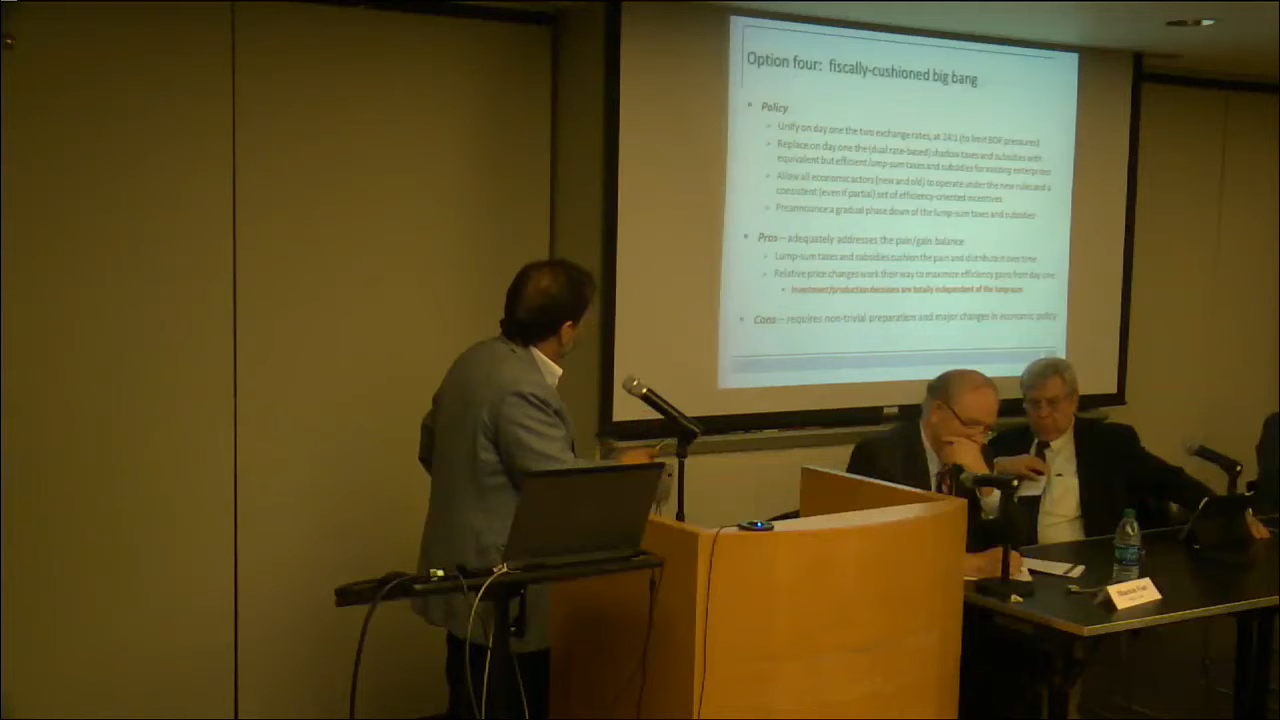 Option four: fiscally-cushioned big bang
Policy
Unify on day one the two exchange rates, at 24:1 (to limit BOP pressures)
Replace on day one the (dual rate-based) shadow taxes and subsidies with
equivalent but efficient lump-sum taxes and subsidies for existing enterprises
Allow all economic actors (new and old) to operate under the new rules and a
consistent (even if partial) set of efficiency-oriented incentives
Preannounce a gradual phase down of the lump-sum taxes and subsidies
Pros – adequately addresses the pain/gain balance
Lump-sum taxes and subsidies cushion the pain and distribute it over time
Relative price changes work their way to maximize efficiency gains from day one
Investment/production decisions are totally independent of the lump sum
Cons – requires non-trivial preparation and major changes in economic policy